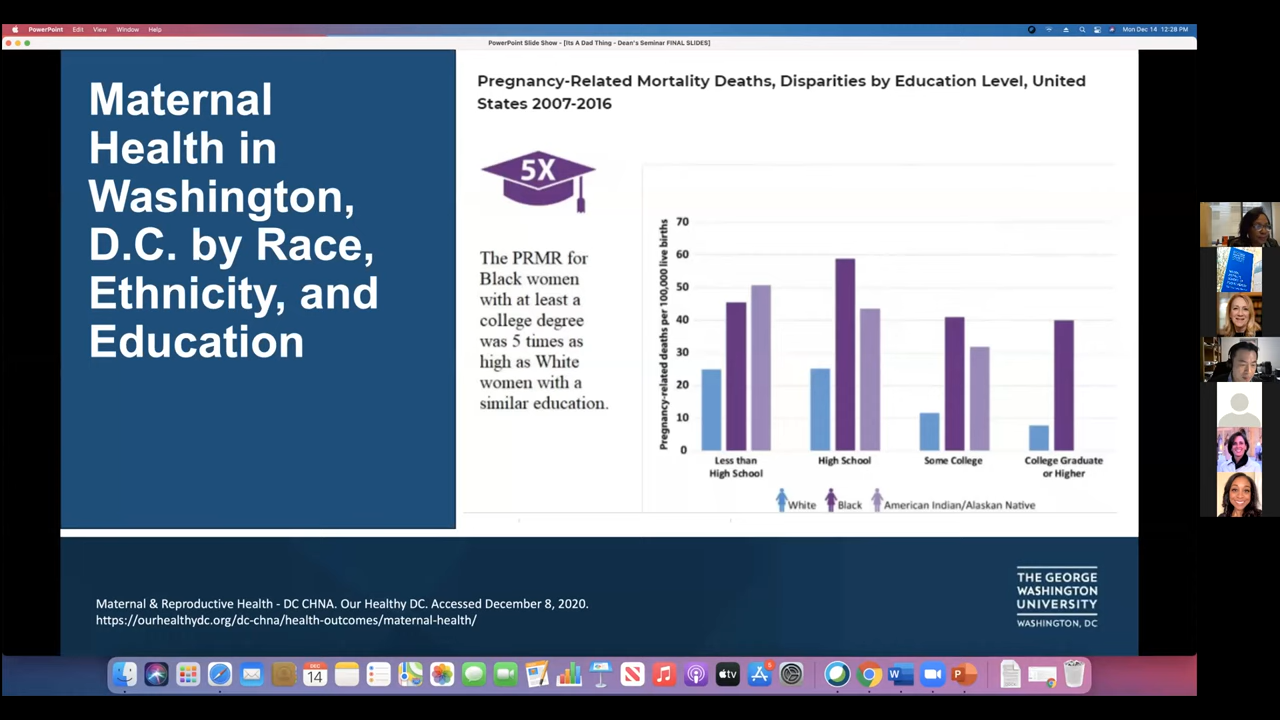 PowerPoint Edit View Window Help
Mon Dec 14 12:28 PM
PowerPoint Slide Show - [Its A Dad Thing - Dean's Seminar FINAL SLIDES]
Maternal
Health in
Washington,
D.C. by Race,
Ethnicity, and
Education
Pregnancy-Related Mortality Deaths, Disparities by Education Level, United
States 2007-2016
5X
The PRMR for
Black women
with at least a
college degree
was 5 times as
high as White
women with a
similar education.
Pregnancy-related deaths per 100,000 live births
70
60
50
40
30
20
10
0
Less than
High School
High School
Some College
College Graduate
or Higher
White Black American Indian/Alaskan Native
Maternal & Reproductive Health - DC CHNA. Our Healthy DC. Accessed December 8, 2020.
https://ourhealthydc.org/dc-chna/health-outcomes/maternal-health/
THE GEORGE
WASHINGTON
UNIVERSITY
WASHINGTON, DC
DEC
14
tv
W
P